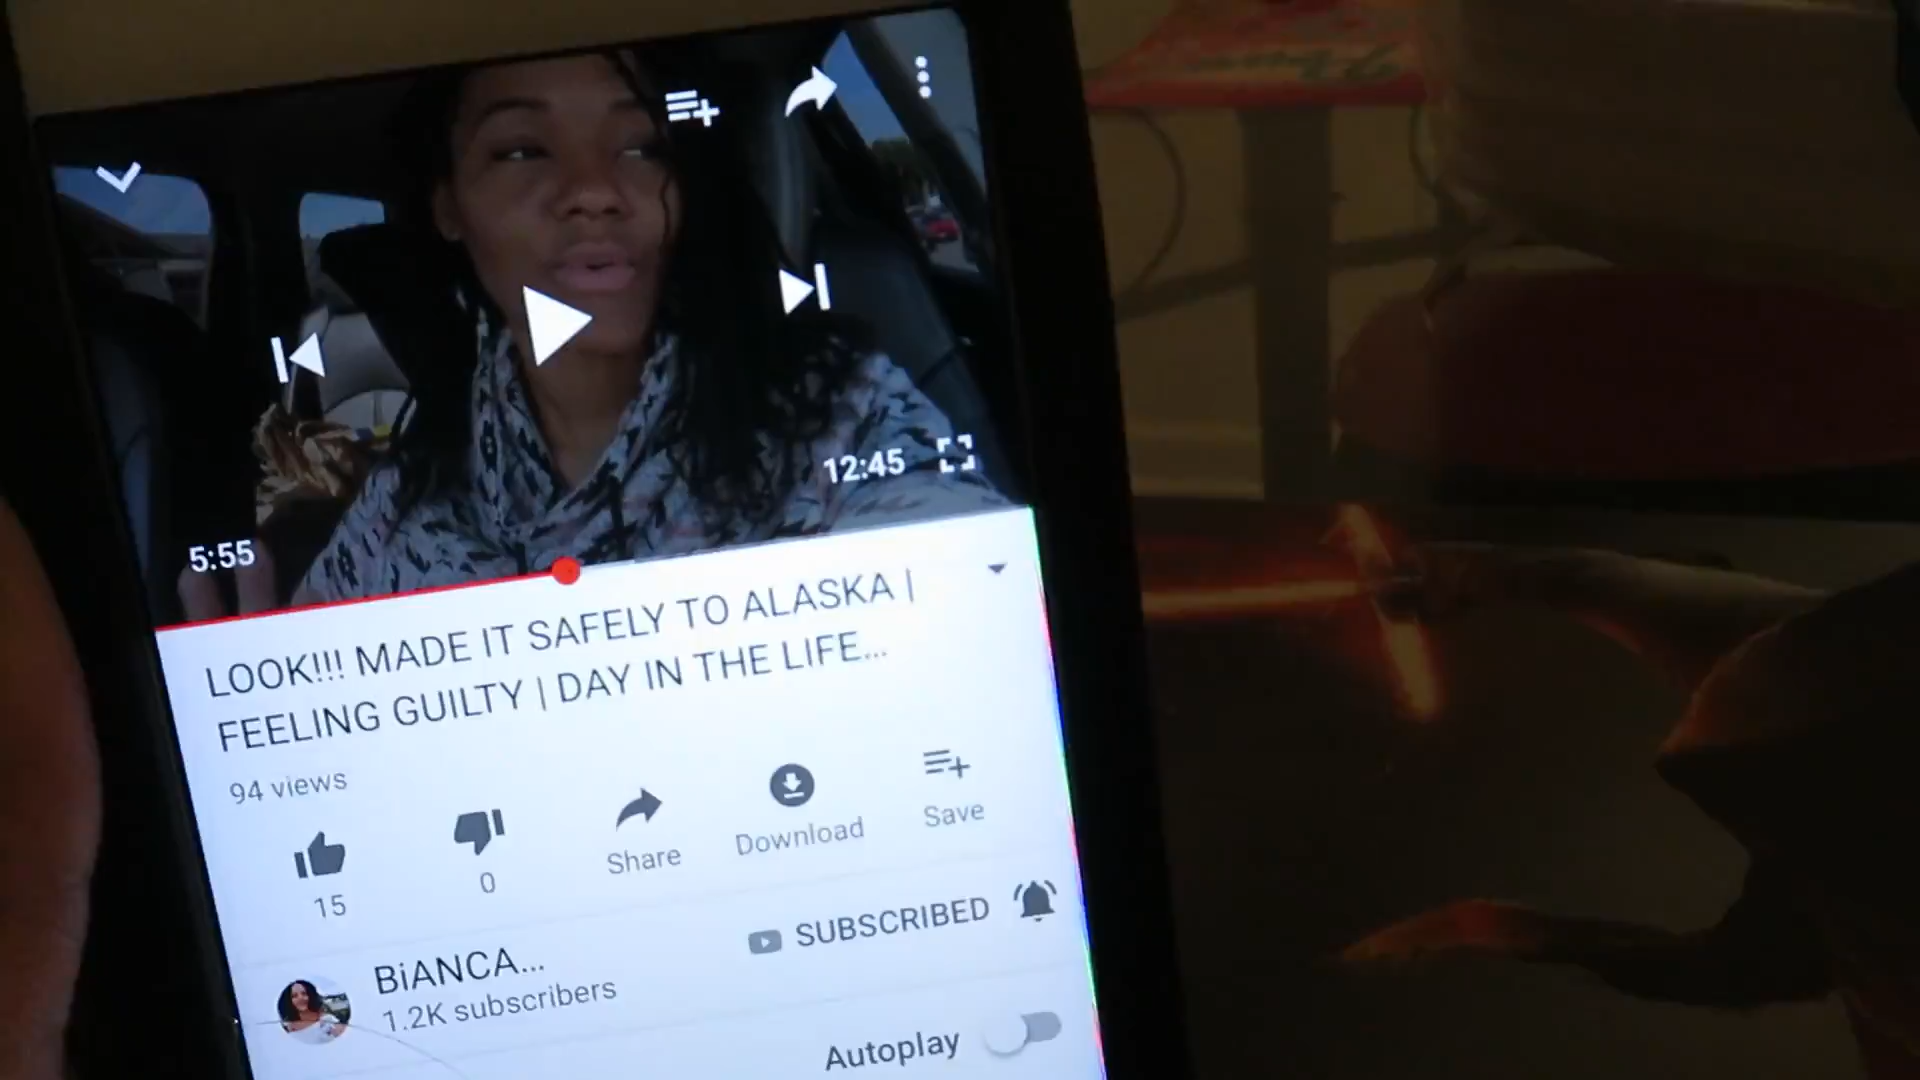 12:45
5:55
LOOK!!! MADE IT SAFELY TO ALASKA |
FEELING GUILTY | DAY IN THE LIFE...
94 views
15
0
Share
Download
Save
BiANCA...
1.2K subscribers
SUBSCRIBED
Autoplay